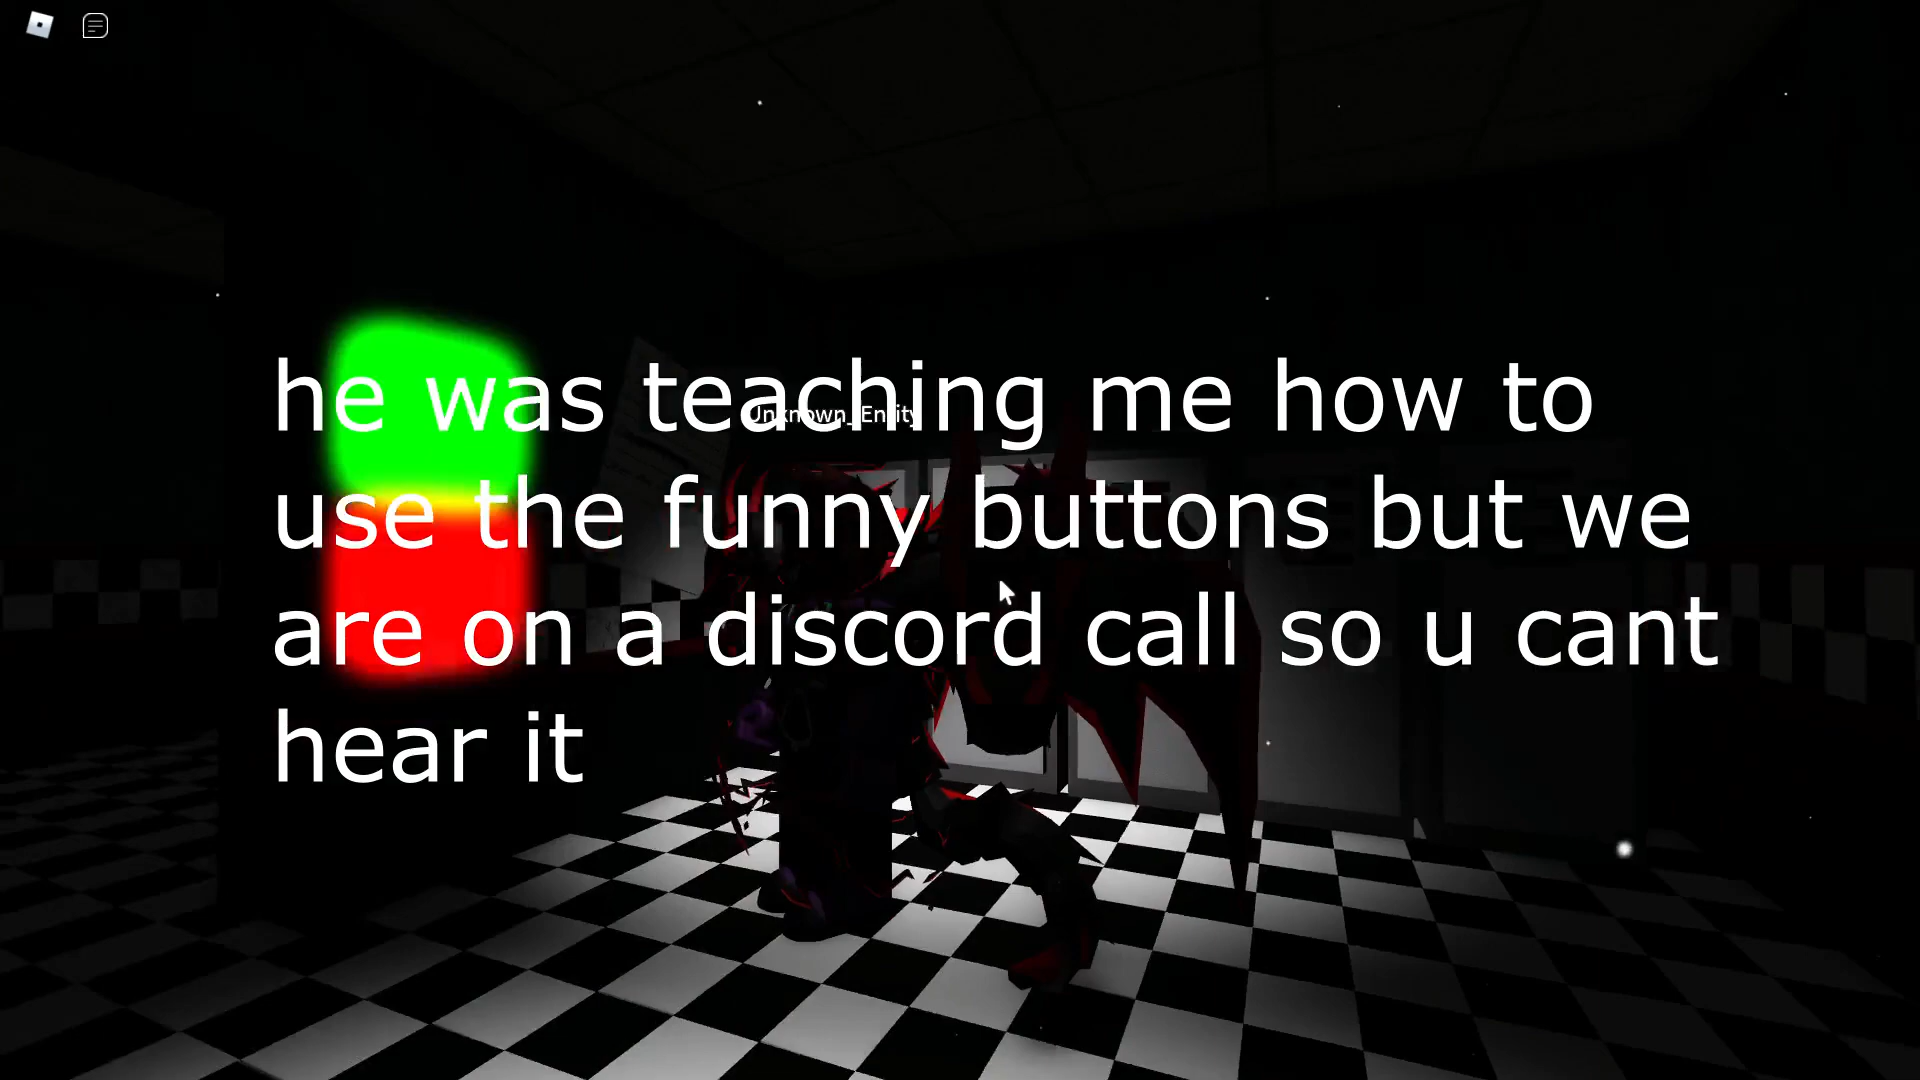 he was teaching me how to
Unknown_Entity
use the funny buttons but we
are on a discord call so u cant
hear it